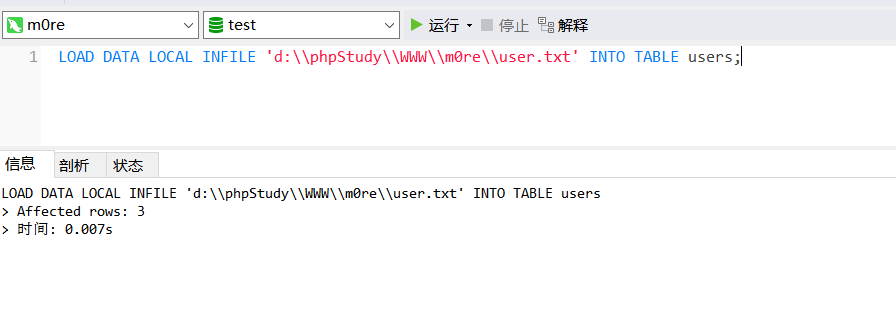 m0re test 运行 停止 解释
1 LOAD DATA LOCAL INFILE 'd:\\phpStudy\\WWW\\m0re\\user.txt' INTO TABLE users;
信息 剖析 状态
LOAD DATA LOCAL INFILE 'd:\\phpStudy\\WWW\\m0re\\user.txt' INTO TABLE users
> Affected rows: 3
> 时间: 0.007s